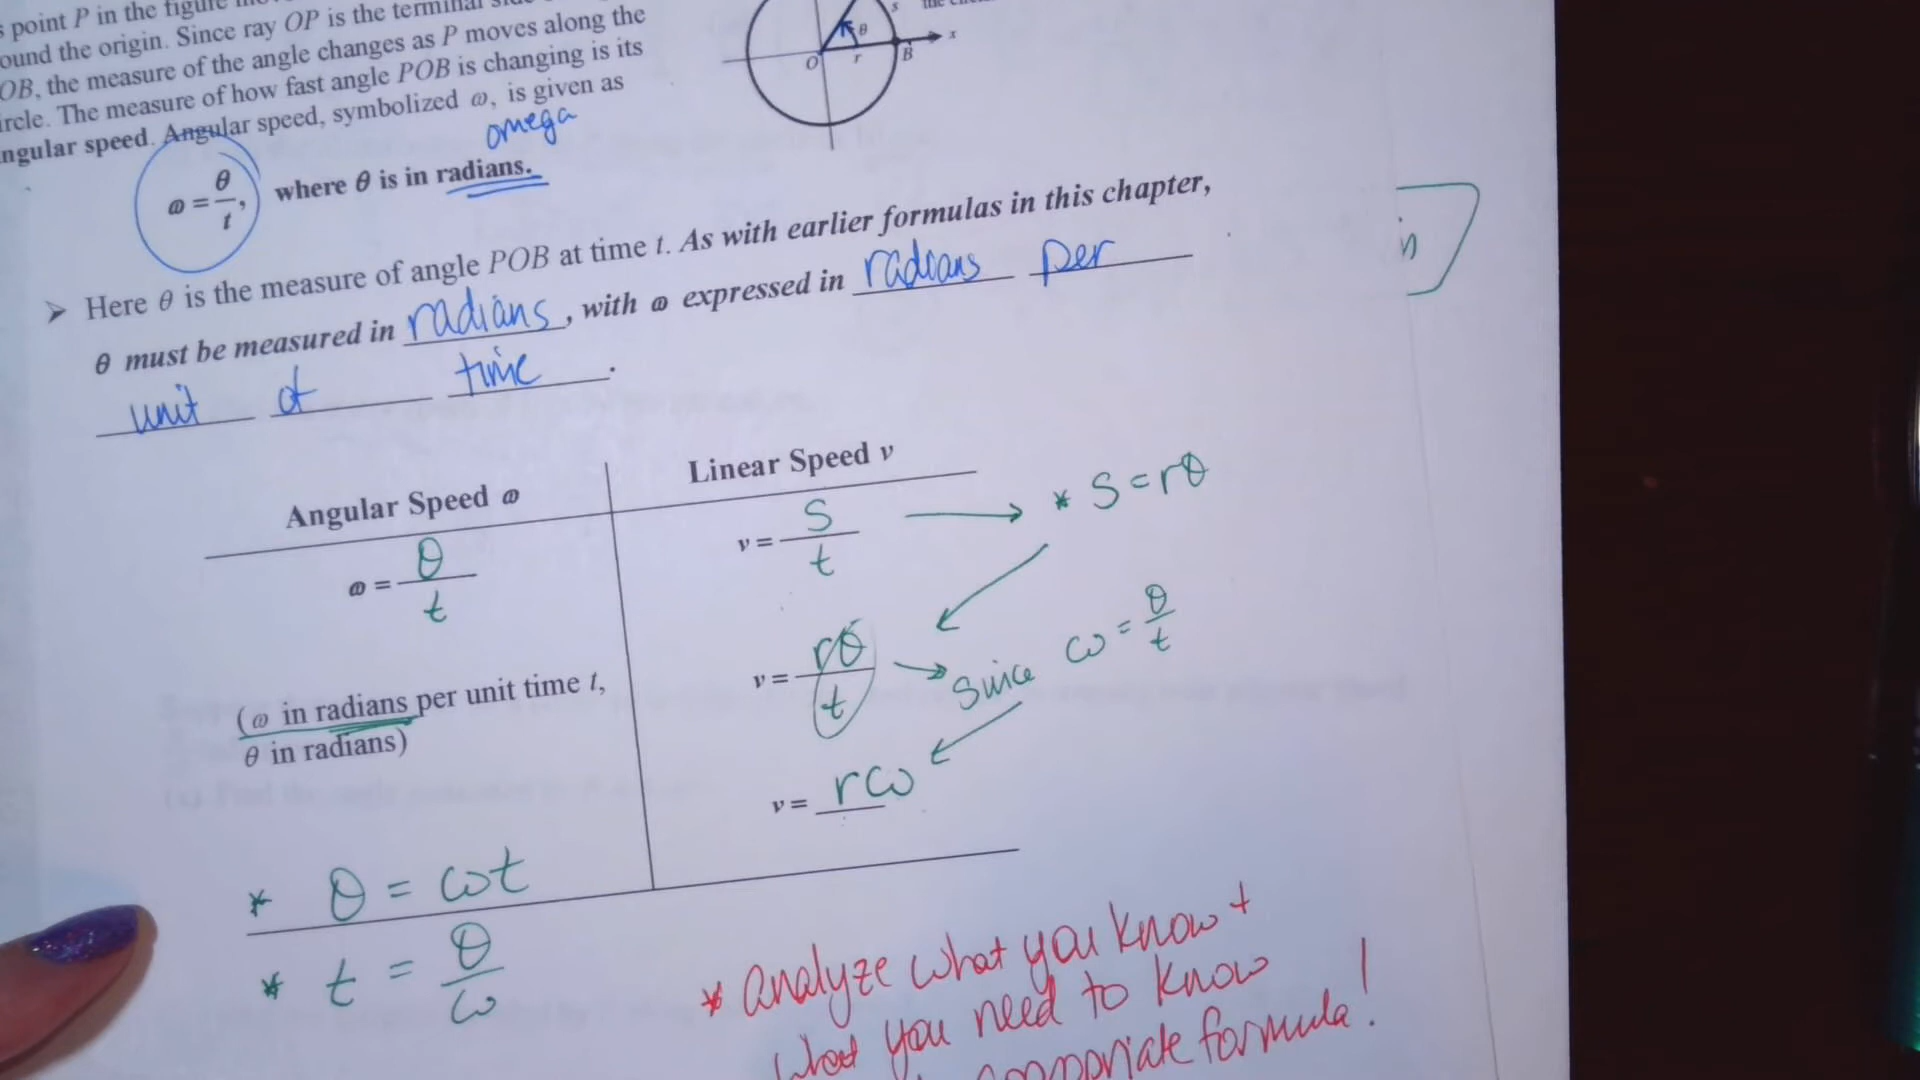 point P in the figure
ound the origin. Since ray OP is the terminal
OB, the measure of the angle changes as P moves along the
ircle. The measure of how fast angle POB is changing is its
ngular speed. Angular speed, symbolized ω, is given as
omega
ω = θ/t, where θ is in radians.
s
θ
x
O
r
B
➢ Here θ is the measure of angle POB at time t. As with earlier formulas in this chapter,
θ must be measured in radians, with ω expressed in radians per
unit of time.
Angular Speed ω
Linear Speed v
ω = θ/t
v = s/t → * S = rθ
v = rθ/t → since ω = θ/t
(ω in radians per unit time t,
θ in radians)
v = rω
* θ = ωt
* t = θ/ω
* analyze what you know +
what you need to know
appropriate formula!